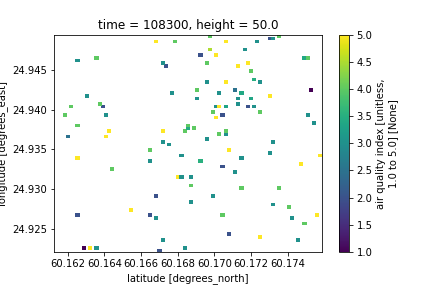 time = 108300, height = 50.0
24.945
24.940
24.935
24.930
24.925
longitude [degrees_east]
60.162 60.164 60.166 60.168 60.170 60.172 60.174
latitude [degrees_north]
5.0
4.5
4.0
3.5
3.0
2.5
2.0
1.5
1.0
air quality index [unitless,
1.0 to 5.0] [None]